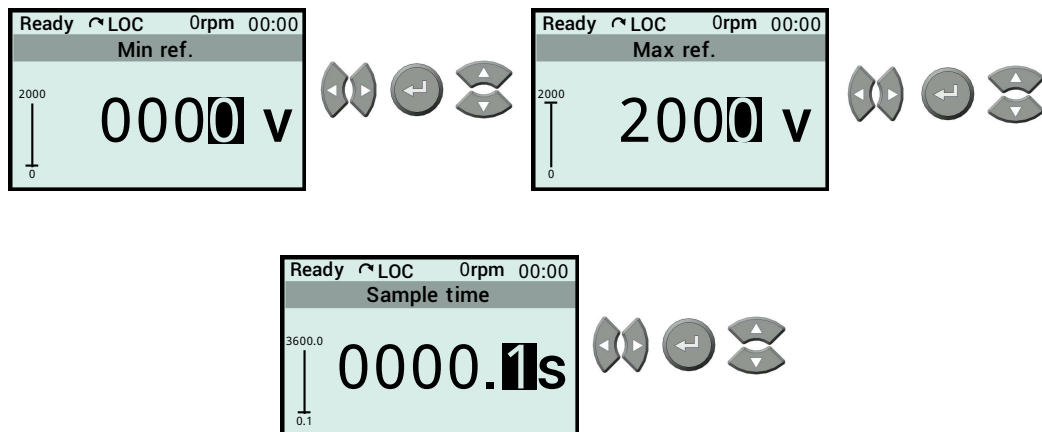 Ready LOC 0rpm 00:00
Min ref.
2000
0000 v
0
Ready LOC 0rpm 00:00
Max ref.
2000
2000 v
0
Ready LOC 0rpm 00:00
Sample time
3600.0
0000.1s
0.1